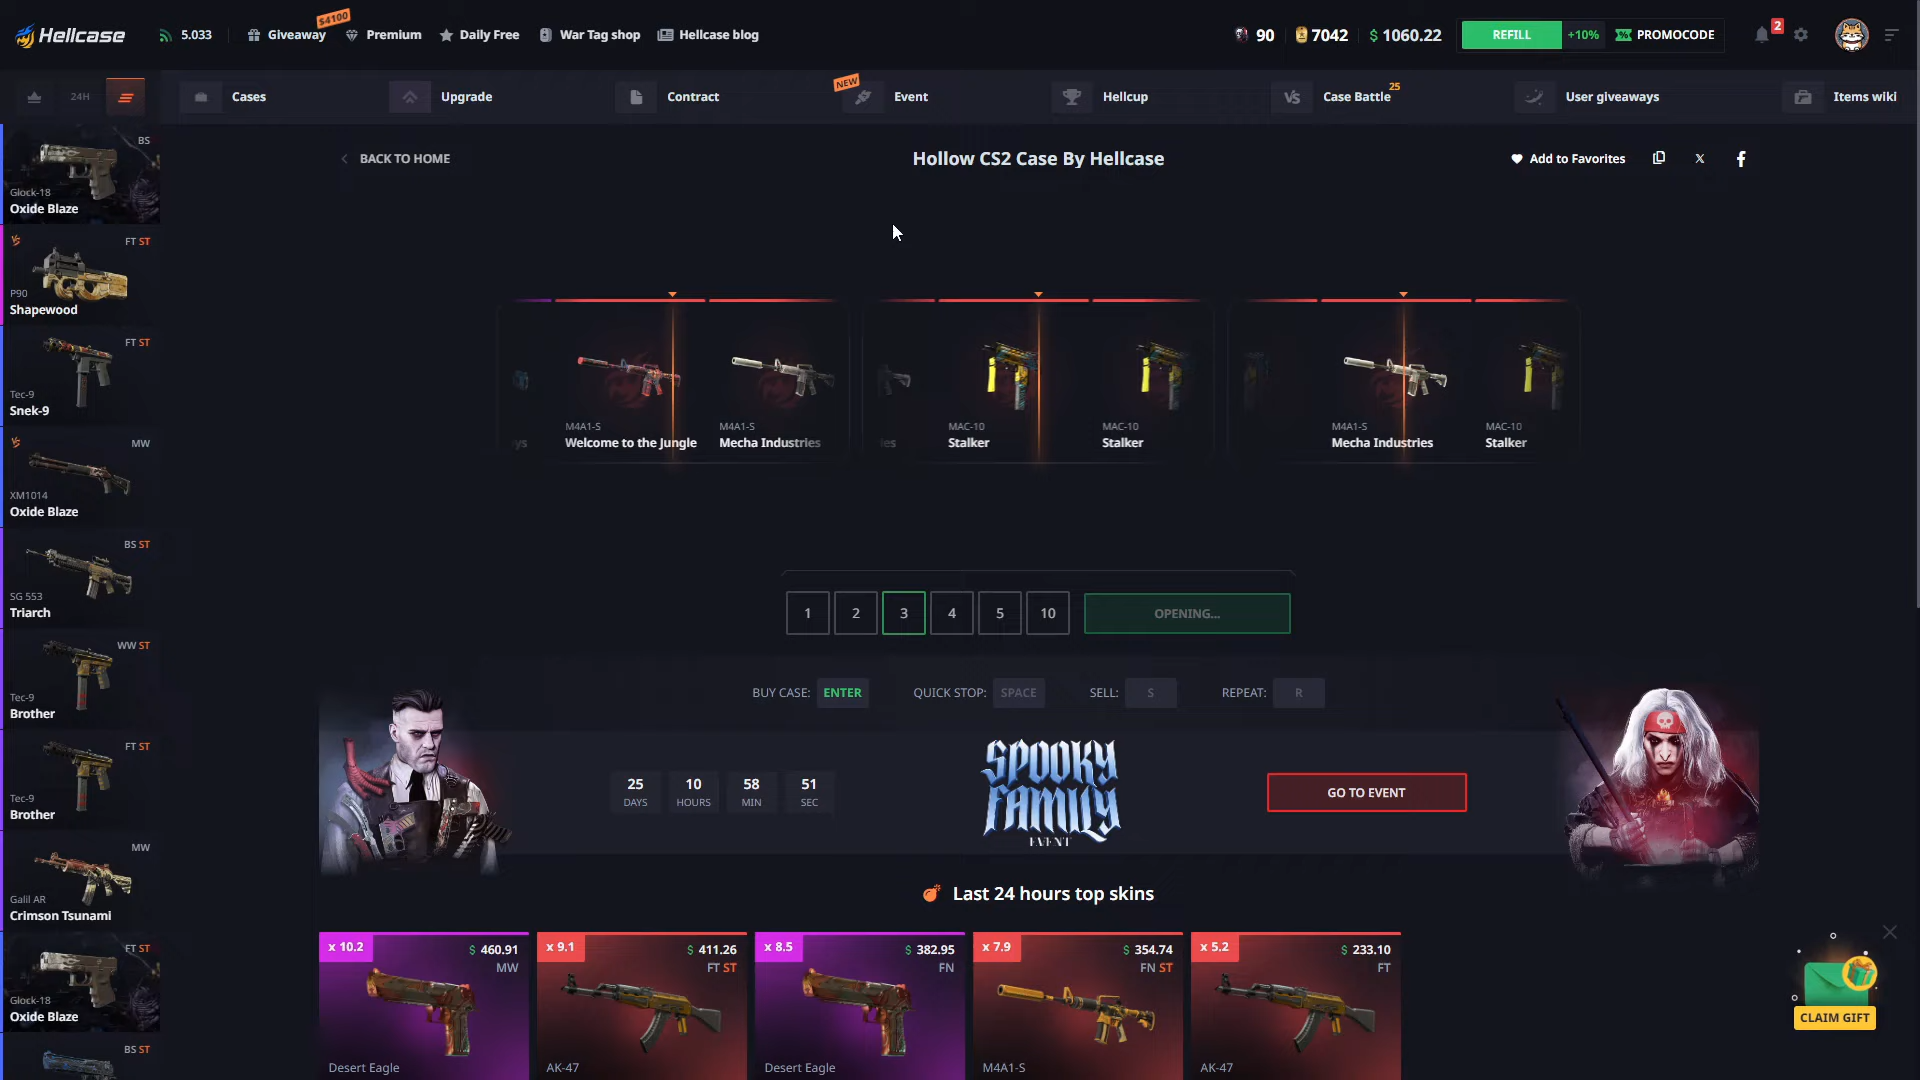 Hellcase
5.033
Giveaway
$4100
Premium
Daily Free
War Tag shop
Hellcase blog
90
7042
$ 1060.22
REFILL
+10%
PROMOCODE
2
24H
Cases
Upgrade
Contract
NEW
Event
Hellcup
VS
Case Battle
25
User giveaways
Items wiki
BACK TO HOME
Hollow CS2 Case By Hellcase
Add to Favorites
BS
Glock-18
Oxide Blaze
FT ST
P90
Shapewood
FT ST
Tec-9
Snek-9
MW
XM1014
Oxide Blaze
BS ST
SG 553
Triarch
WW ST
Tec-9
Brother
FT ST
Tec-9
Brother
MW
Galil AR
Crimson Tsunami
FT ST
Glock-18
Oxide Blaze
BS ST
ys
M4A1-S
Welcome to the Jungle
M4A1-S
Mecha Industries
ies
MAC-10
Stalker
MAC-10
Stalker
M4A1-S
Mecha Industries
MAC-10
Stalker
1
2
3
4
5
10
OPENING...
BUY CASE: ENTER
QUICK STOP: SPACE
SELL: S
REPEAT: R
25 DAYS
10 HOURS
58 MIN
51 SEC
SPOOKY
FAMILY
EVENT
GO TO EVENT
Last 24 hours top skins
x 10.2
$ 460.91
MW
Desert Eagle
x 9.1
$ 411.26
FT ST
AK-47
x 8.5
$ 382.95
FN
Desert Eagle
x 7.9
$ 354.74
FN ST
M4A1-S
x 5.2
$ 233.10
FT
AK-47
CLAIM GIFT